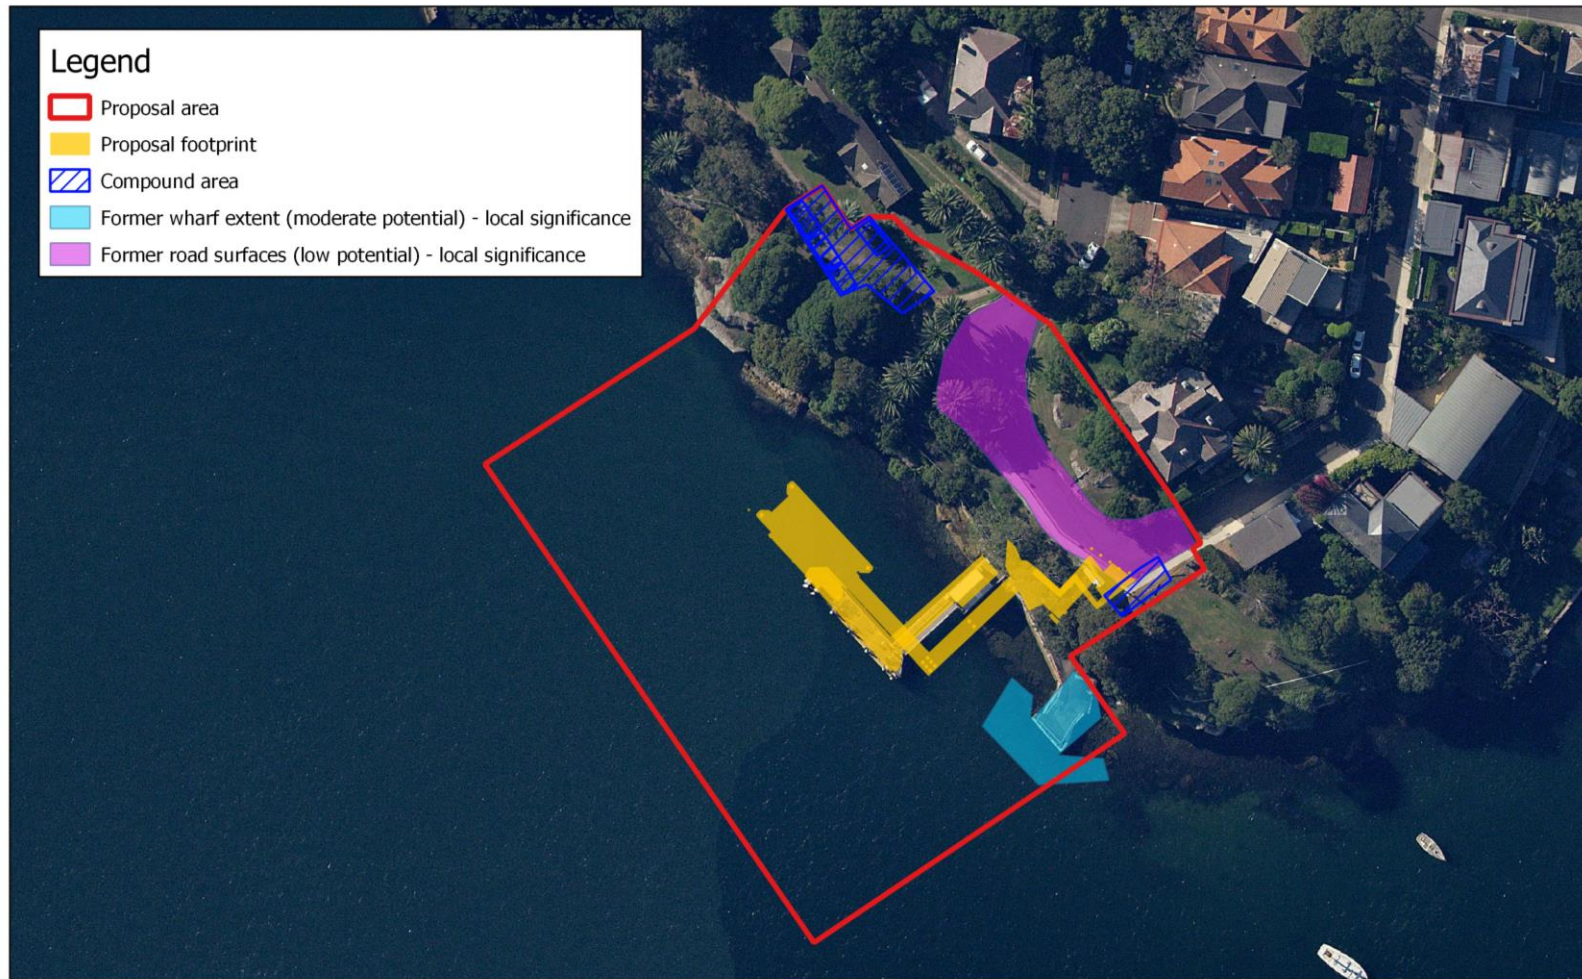 Legend
Proposal area
Proposal footprint
Compound area
Former wharf extent (moderate potential) - local significance
Former road surfaces (low potential) - local significance